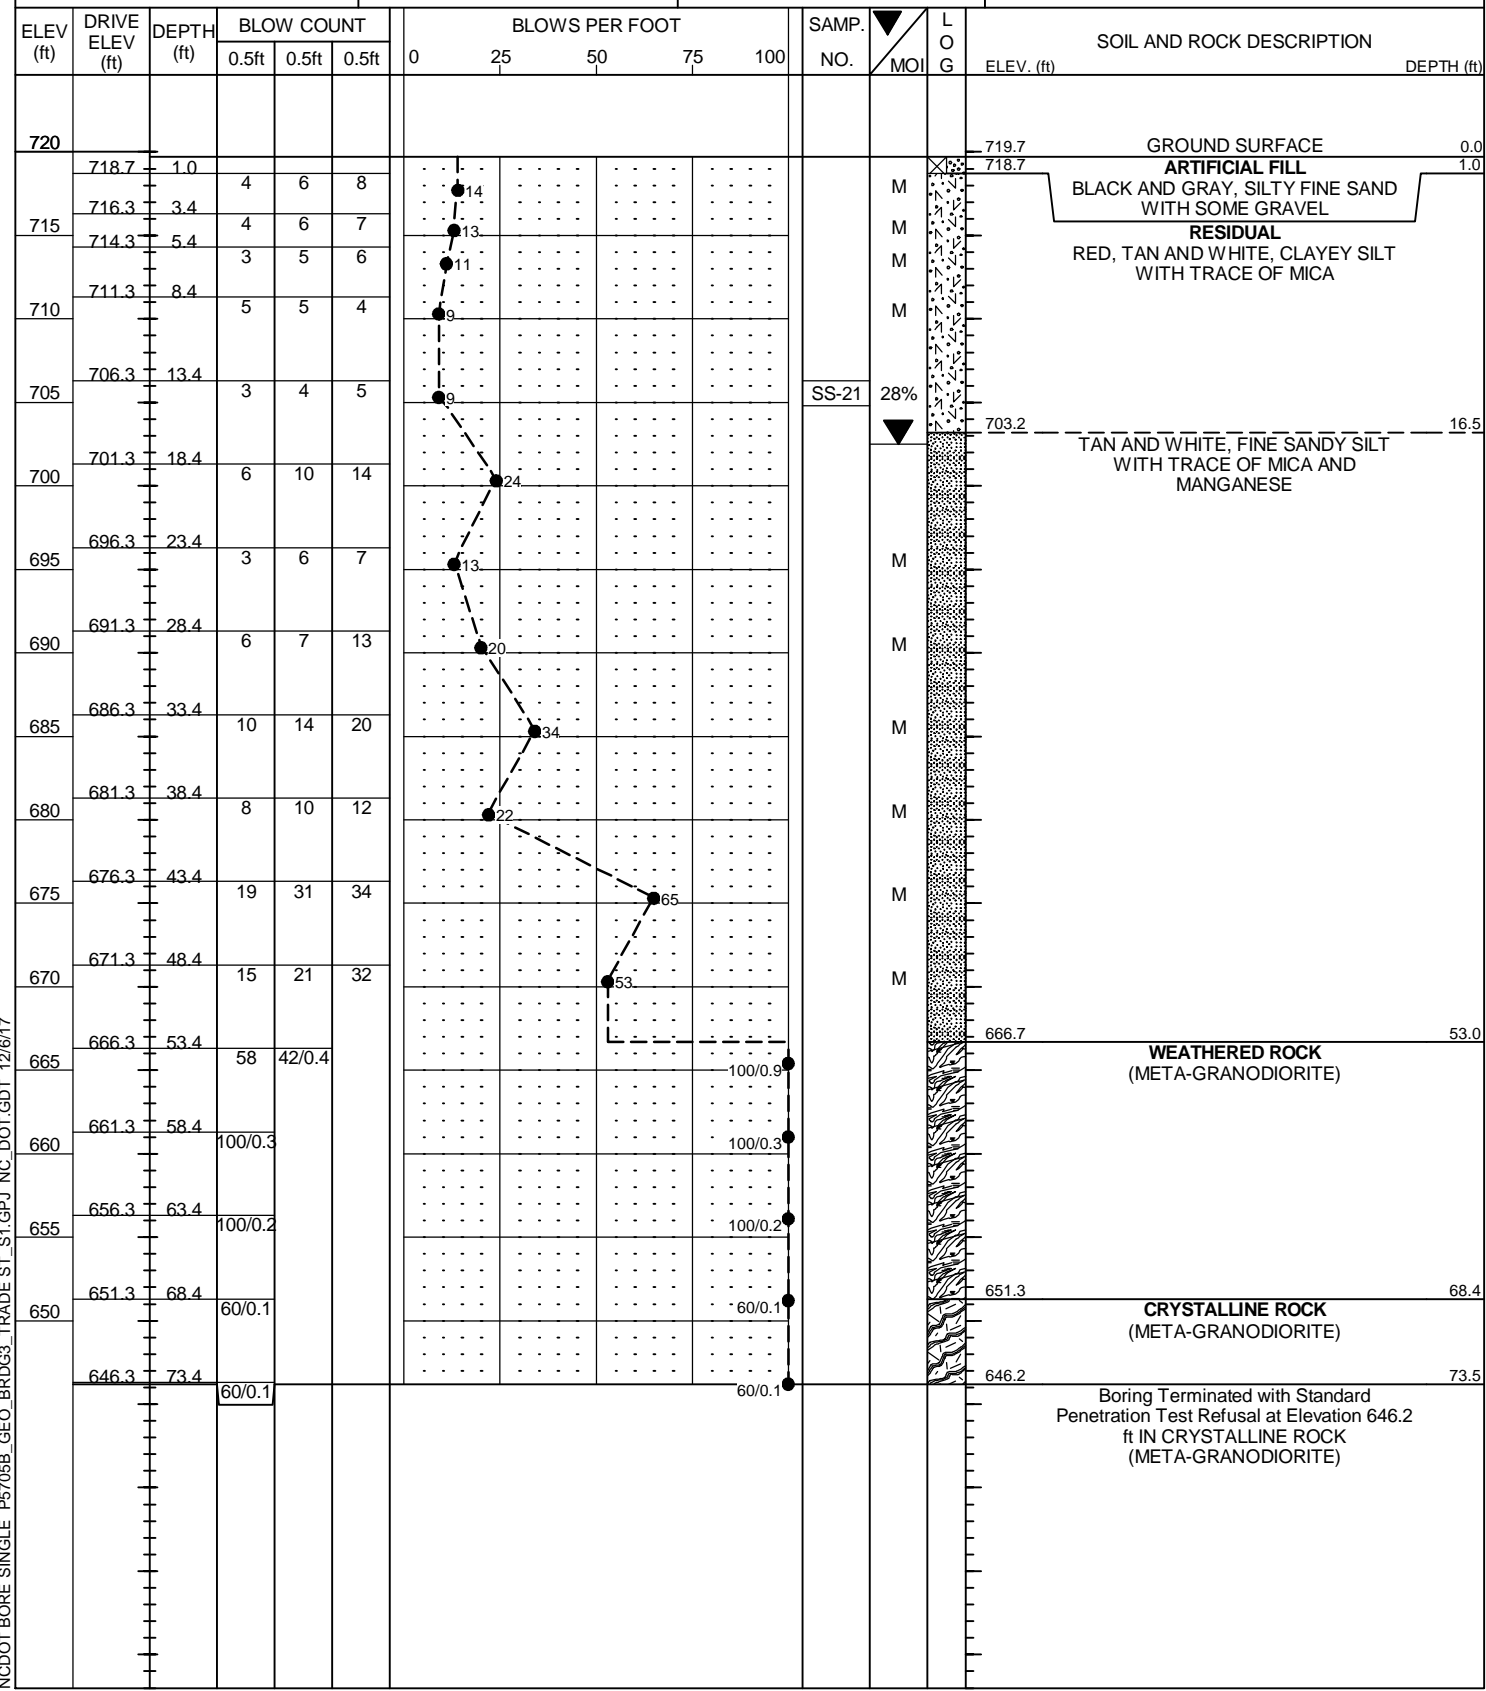 ELEV (ft) DRIVE ELEV (ft) DEPTH (ft) BLOW COUNT 0.5ft 0.5ft 0.5ft BLOWS PER FOOT 0 25 50 75 100 SAMP. NO. MOI LOG SOIL AND ROCK DESCRIPTION ELEV. (ft) DEPTH (ft)
720 719.7 GROUND SURFACE 0.0
718.7 1.0 4 6 8 14 M 718.7 ARTIFICIAL FILL 1.0
BLACK AND GRAY, SILTY FINE SAND
WITH SOME GRAVEL
716.3 3.4 4 6 7 13 M
715 RESIDUAL
714.3 5.4 3 5 6 11 M RED, TAN AND WHITE, CLAYEY SILT
WITH TRACE OF MICA
711.3 8.4 5 5 4 9 M
710
706.3 13.4 3 4 5 9 SS-21 28%
705
703.2 16.5
TAN AND WHITE, FINE SANDY SILT
WITH TRACE OF MICA AND
MANGANESE
701.3 18.4 6 10 14 24
700
696.3 23.4 3 6 7 13 M
695
691.3 28.4 6 7 13 20 M
690
686.3 33.4 10 14 20 34 M
685
681.3 38.4 8 10 12 22 M
680
676.3 43.4 19 31 34 65 M
675
671.3 48.4 15 21 32 53 M
670
666.7 53.0
666.3 53.4 58 42/0.4 100/0.9 WEATHERED ROCK
665 (META-GRANODIORITE)
661.3 58.4 100/0.3 100/0.3
660
656.3 63.4 100/0.2 100/0.2
655
651.3 68.4 60/0.1 60/0.1 651.3 68.4
650 CRYSTALLINE ROCK
(META-GRANODIORITE)
646.3 73.4 60/0.1 60/0.1 646.2 73.5
Boring Terminated with Standard
Penetration Test Refusal at Elevation 646.2
ft IN CRYSTALLINE ROCK
(META-GRANODIORITE)
NCDOT BORE SINGLE P5705B_GEO_BRDG3_TRADE ST_S1.GPJ NC_DOT.GDT 12/6/17